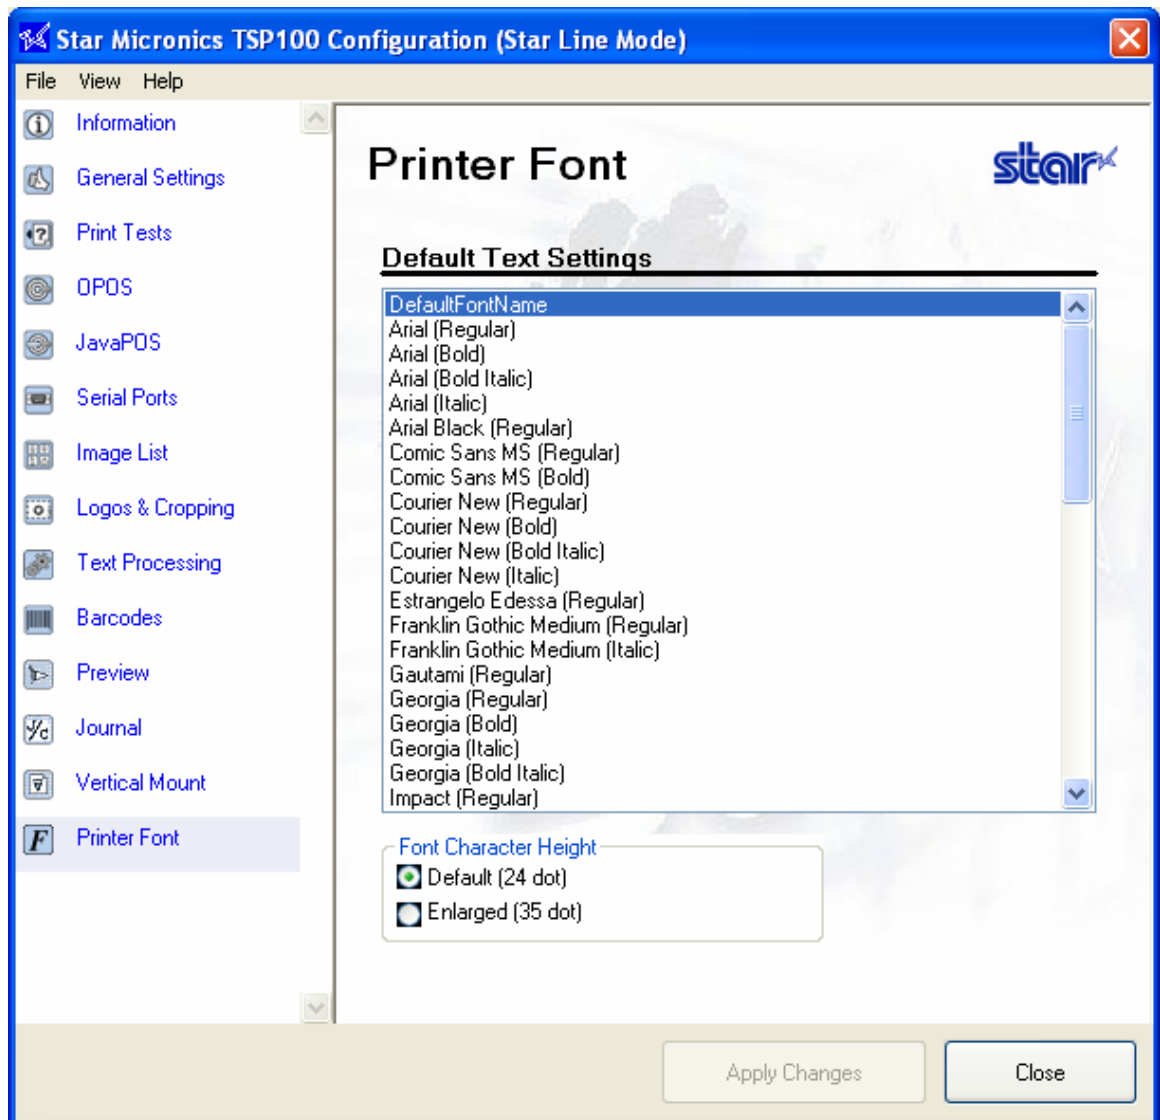 Star Micronics TSP100 Configuration (Star Line Mode)
File View Help
Information
General Settings
Print Tests
OPOS
JavaPOS
Serial Ports
Image List
Logos & Cropping
Text Processing
Barcodes
Preview
Journal
Vertical Mount
Printer Font
Printer Font
star
Default Text Settings
DefaultFontName
Arial (Regular)
Arial (Bold)
Arial (Bold Italic)
Arial (Italic)
Arial Black (Regular)
Comic Sans MS (Regular)
Comic Sans MS (Bold)
Courier New (Regular)
Courier New (Bold)
Courier New (Bold Italic)
Courier New (Italic)
Estrangelo Edessa (Regular)
Franklin Gothic Medium (Regular)
Franklin Gothic Medium (Italic)
Gautami (Regular)
Georgia (Regular)
Georgia (Bold)
Georgia (Italic)
Georgia (Bold Italic)
Impact (Regular)
Font Character Height
Default (24 dot)
Enlarged (35 dot)
Apply Changes
Close